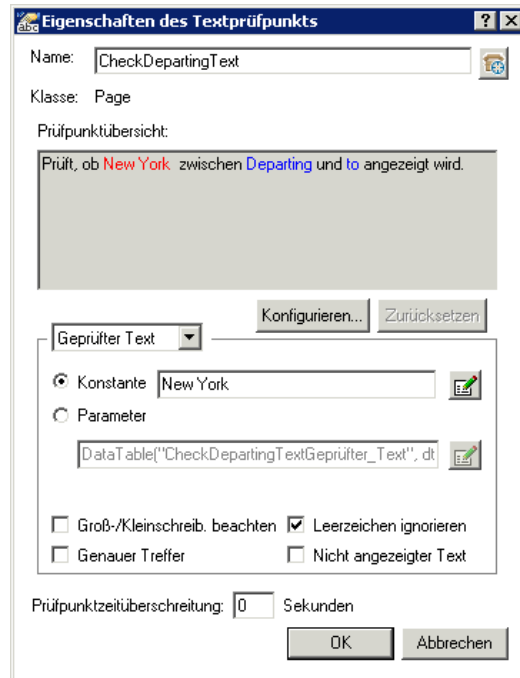 Eigenschaften des Textprüfpunkts
Name: CheckDepartingText
Klasse: Page
Prüfpunktübersicht:
Prüft, ob New York zwischen Departing und to angezeigt wird.
Konfigurieren... Zurücksetzen
Geprüfter Text
Konstante New York
Parameter
DataTable("CheckDepartingTextGeprüfter_Text", dt
Groß-/Kleinschreib. beachten Leerzeichen ignorieren
Genauer Treffer Nicht angezeigter Text
Prüfpunktzeitüberschreitung: 0 Sekunden
OK Abbrechen